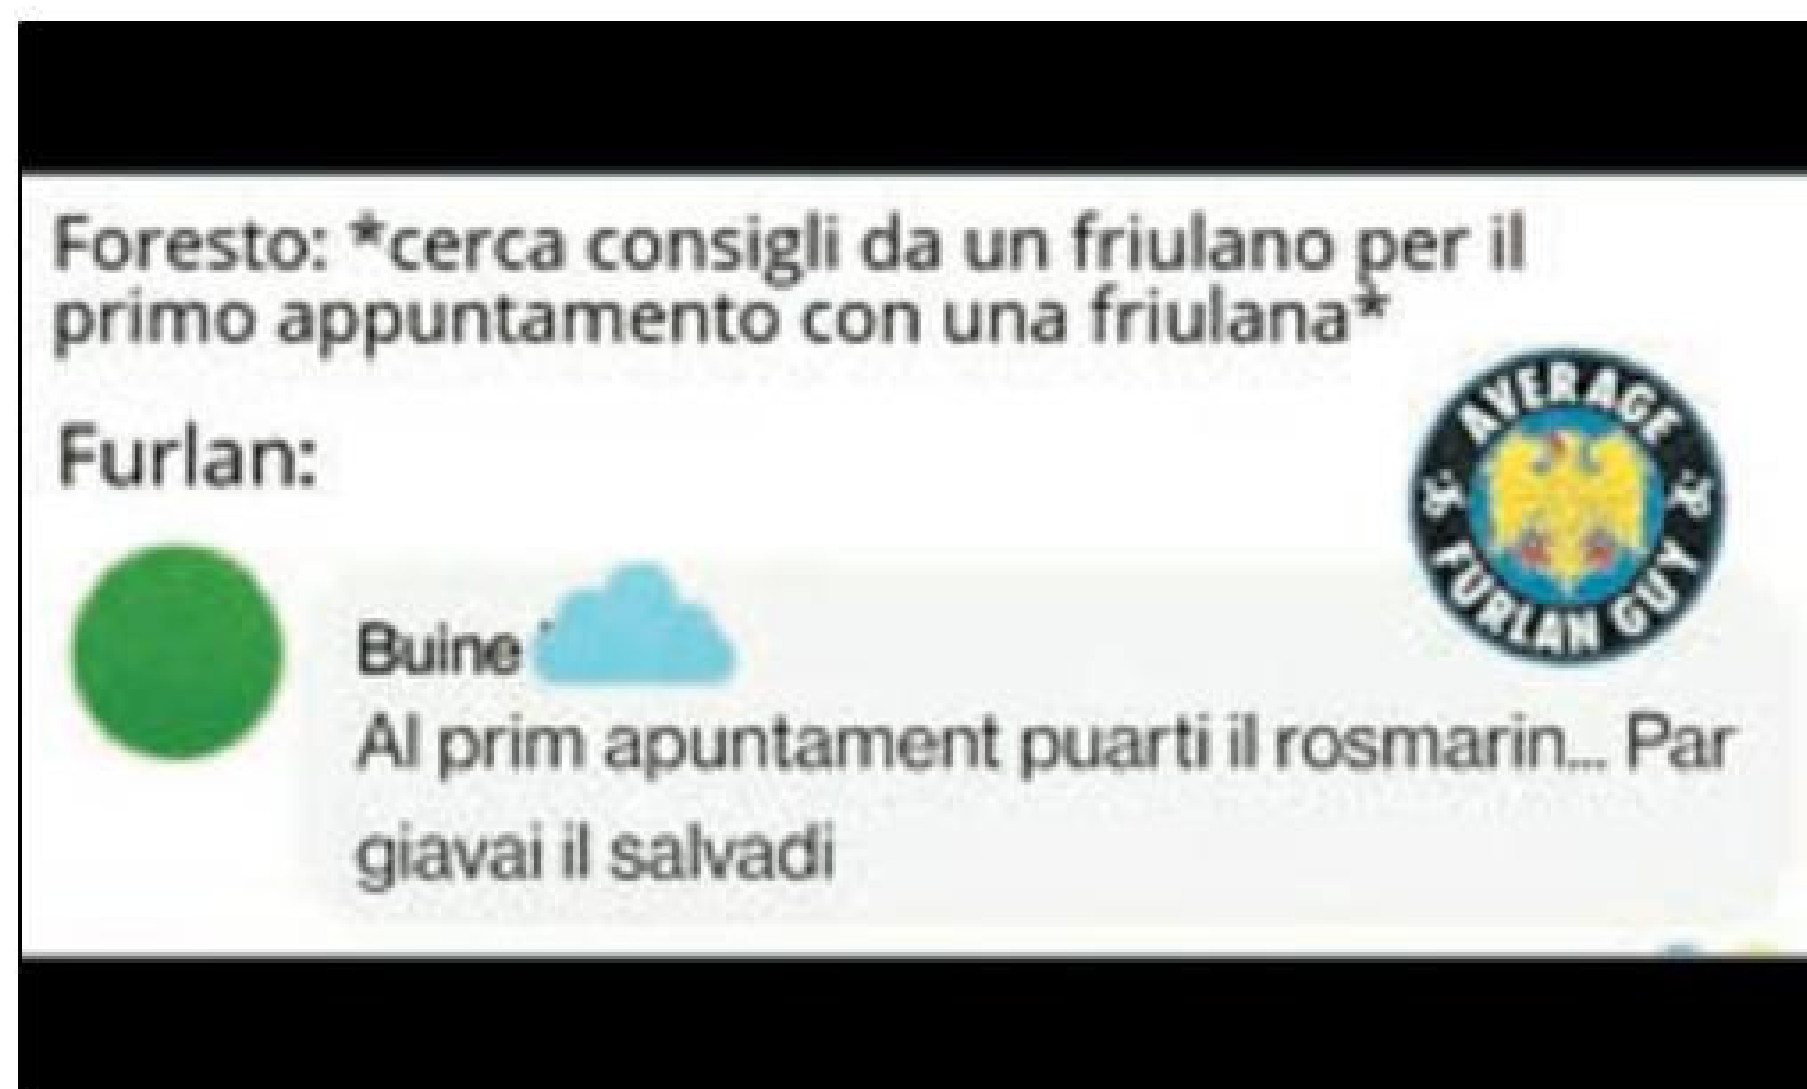 Foresto: *cerca consigli da un friulano per il
primo appuntamento con una friulana*
AVERAGE
FURLAN GUY
Furlan:
Buine
Al prim apuntament puarti il rosmarin... Par
giavai il salvadi